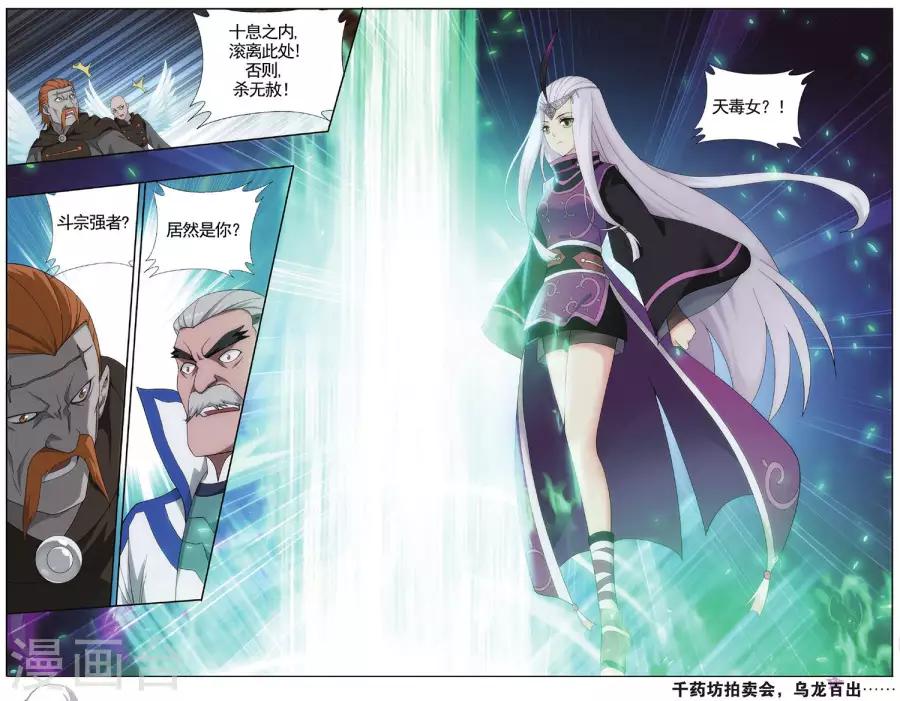 十息之内,
滚离此处!
否则,
杀无赦!
天毒女?!
斗宗强者?
居然是你?
漫画
千药坊拍卖会，乌龙百出……